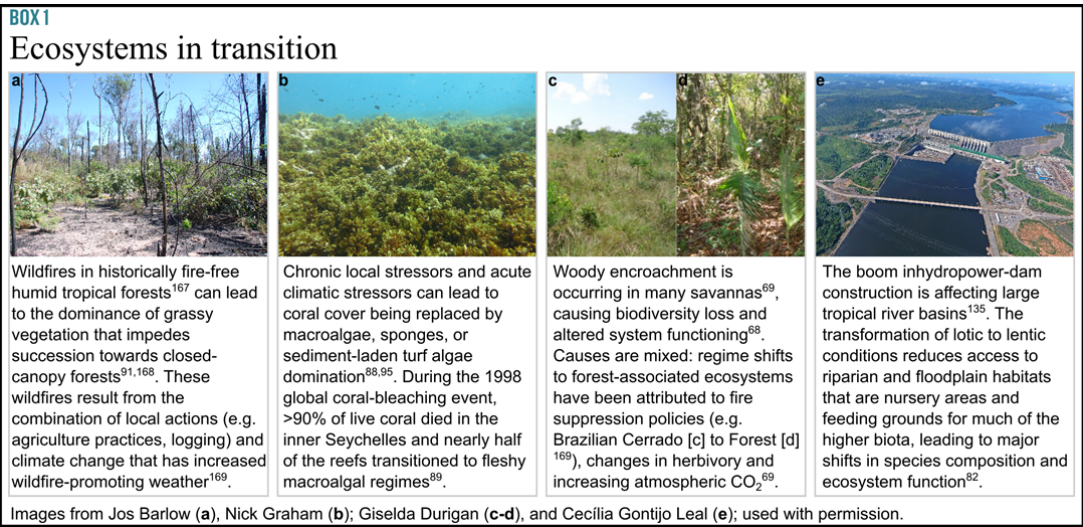 BOX 1
Ecosystems in transition
a
b
c
d
e
Wildfires in historically fire-free
humid tropical forests167 can lead
to the dominance of grassy
vegetation that impedes
succession towards closed-
canopy forests91,168. These
wildfires result from the
combination of local actions (e.g.
agriculture practices, logging) and
climate change that has increased
wildfire-promoting weather169.
Chronic local stressors and acute
climatic stressors can lead to
coral cover being replaced by
macroalgae, sponges, or
sediment-laden turf algae
domination88,95. During the 1998
global coral-bleaching event,
>90% of live coral died in the
inner Seychelles and nearly half
of the reefs transitioned to fleshy
macroalgal regimes89.
Woody encroachment is
occurring in many savannas69,
causing biodiversity loss and
altered system functioning68.
Causes are mixed: regime shifts
to forest-associated ecosystems
have been attributed to fire
suppression policies (e.g.
Brazilian Cerrado [c] to Forest [d]
169), changes in herbivory and
increasing atmospheric CO269.
The boom inhydropower-dam
construction is affecting large
tropical river basins135. The
transformation of lotic to lentic
conditions reduces access to
riparian and floodplain habitats
that are nursery areas and
feeding grounds for much of the
higher biota, leading to major
shifts in species composition and
ecosystem function82.
Images from Jos Barlow (a), Nick Graham (b); Giselda Durigan (c-d), and Cecília Gontijo Leal (e); used with permission.